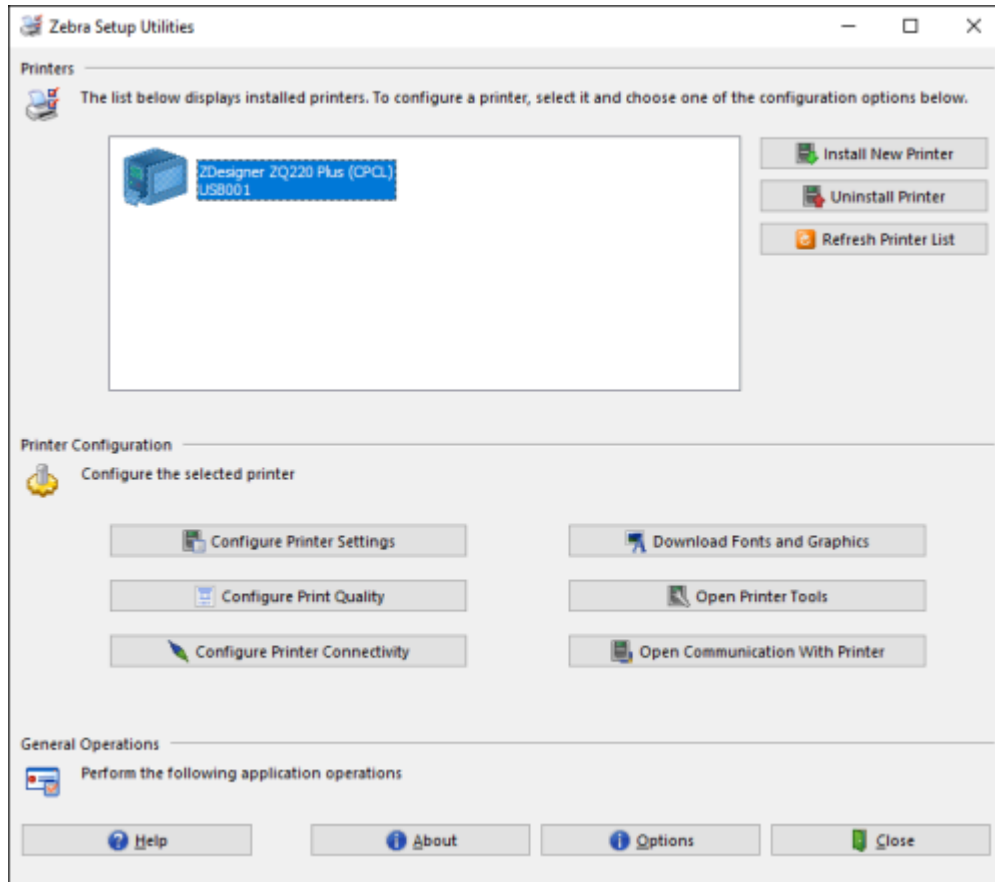 Zebra Setup Utilities
Printers
The list below displays installed printers. To configure a printer, select it and choose one of the configuration options below.
ZDesigner ZQ220 Plus (CPCL)
USB001
Install New Printer
Uninstall Printer
Refresh Printer List
Printer Configuration
Configure the selected printer
Configure Printer Settings
Download Fonts and Graphics
Configure Print Quality
Open Printer Tools
Configure Printer Connectivity
Open Communication With Printer
General Operations
Perform the following application operations
Help
About
Options
Close